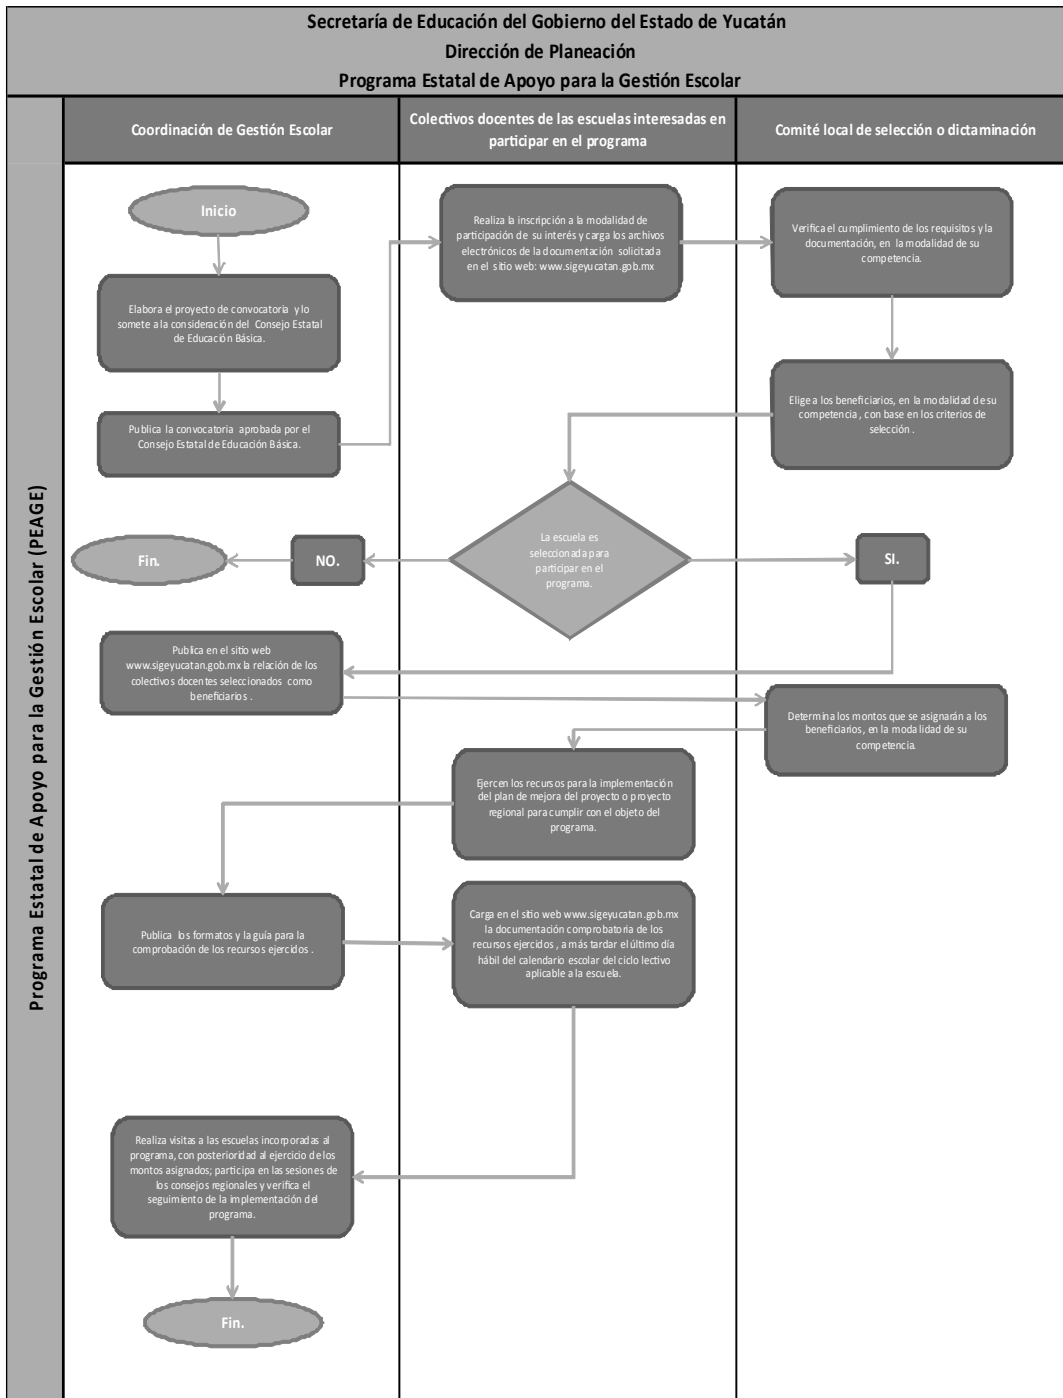 Secretaría de Educación del Gobierno del Estado de Yucatán
Dirección de Planeación
Programa Estatal de Apoyo para la Gestión Escolar
Programa Estatal de Apoyo para la Gestión Escolar (PEAGE)
Coordinación de Gestión Escolar
Colectivos docentes de las escuelas interesadas en
participar en el programa
Comité local de selección o dictaminación
Inicio
Elabora el proyecto de convocatoria y lo
somete a la consideración del Consejo Estatal
de Educación Básica.
Publica la convocatoria aprobada por el
Consejo Estatal de Educación Básica.
Realiza la inscripción a la modalidad de
participación de su interés y carga los archivos
electrónicos de la documentación solicitada
en el sitio web: www.sigeyucatan.gob.mx
Verifica el cumplimiento de los requisitos y la
documentación, en la modalidad de su
competencia.
Elige a los beneficiarios, en la modalidad de su
competencia, con base en los criterios de
selección.
La escuela es
seleccionada para
participar en el
programa.
NO.
Fin.
SI.
Publica en el sitio web
www.sigeyucatan.gob.mx la relación de los
colectivos docentes seleccionados como
beneficiarios.
Determina los montos que se asignarán a los
beneficiarios, en la modalidad de su
competencia.
Ejercen los recursos para la implementación
del plan de mejora del proyecto o proyecto
regional para cumplir con el objeto del
programa.
Publica los formatos y la guía para la
comprobación de los recursos ejercidos.
Carga en el sitio web www.sigeyucatan.gob.mx
la documentación comprobatoria de los
recursos ejercidos, a más tardar el último día
hábil del calendario escolar del ciclo lectivo
aplicable a la escuela.
Realiza visitas a las escuelas incorporadas al
programa, con posterioridad al ejercicio de los
montos asignados; participa en las sesiones de
los consejos regionales y verifica el
seguimiento de la implementación del
programa.
Fin.